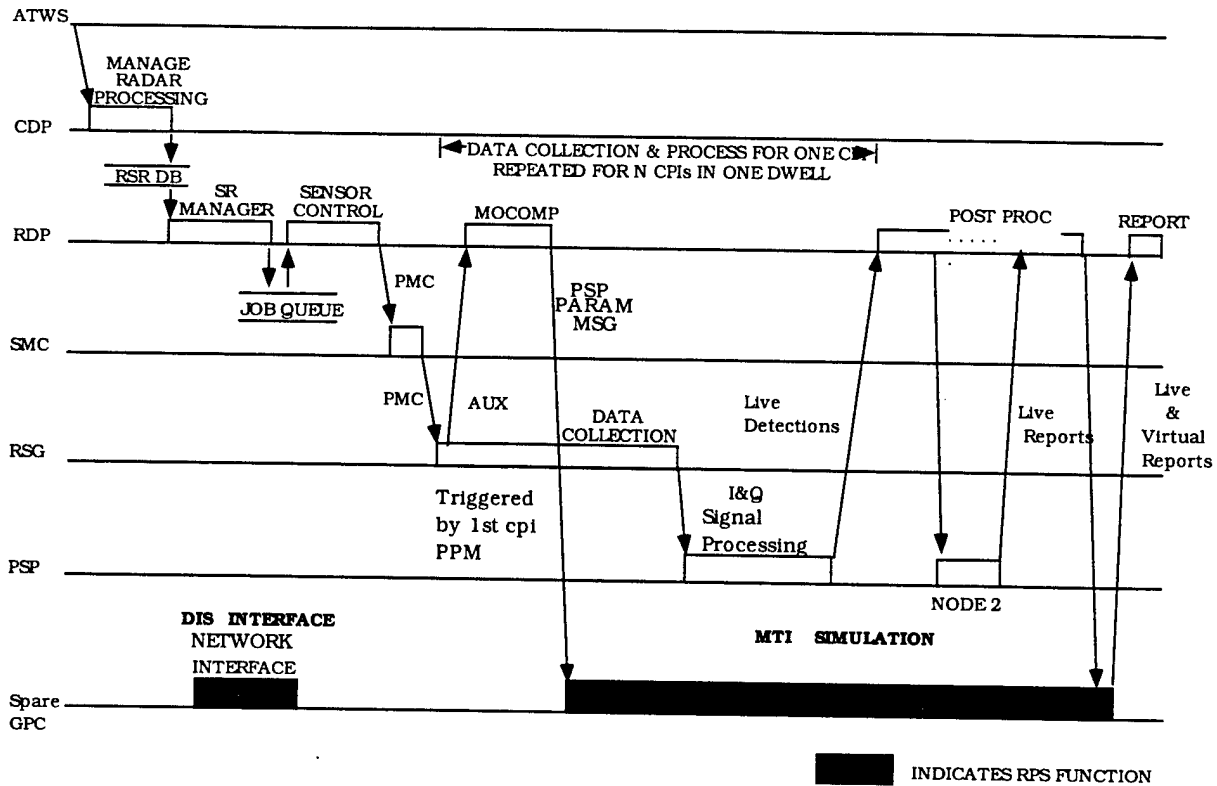 ATWS
MANAGE
RADAR
PROCESSING
CDP
DATA COLLECTION & PROCESS FOR ONE CPI
REPEATED FOR N CPIs IN ONE DWELL
RSR DB
SR
MANAGER
SENSOR
CONTROL
MOCOMP
POST PROC
REPORT
RDP
.....
PMC
JOB QUEUE
PSP
PARAM
MSG
SMC
PMC
AUX
DATA
COLLECTION
Live
Detections
Live
Reports
Live
&
Virtual
Reports
RSG
Triggered
by 1st cpi
PPM
I&Q
Signal
Processing
PSP
NODE 2
DIS INTERFACE
NETWORK
INTERFACE
MTI SIMULATION
Spare
GPC
INDICATES RPS FUNCTION